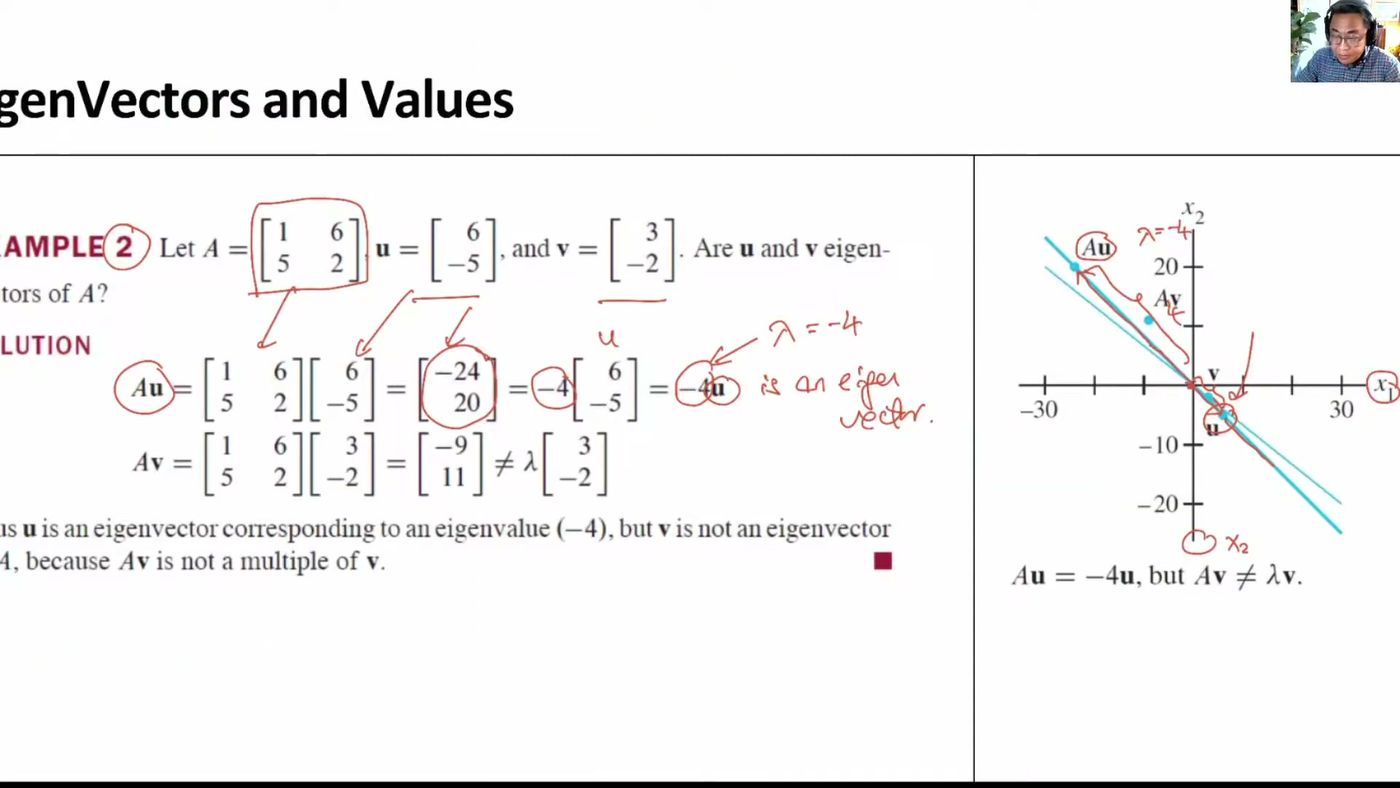 genVectors and Values
AMPLE 2 Let A = [1 6 5 2], u = [6 −5], and v = [3 −2]. Are u and v eigen-
tors of A?
LUTION
u
λ = −4
Au = [1 6 5 2][6 −5] = [−24 20] = −4[6 −5] = −4u
is an eigen
vector.
Av = [1 6 5 2][3 −2] = [−9 11] ≠ λ[3 −2]
us u is an eigenvector corresponding to an eigenvalue (−4), but v is not an eigenvector
A, because Av is not a multiple of v.
x2
λ=−4
Au
20
Av
v
−30
30
x1
u
−10
−20
x2
Au = −4u, but Av ≠ λv.